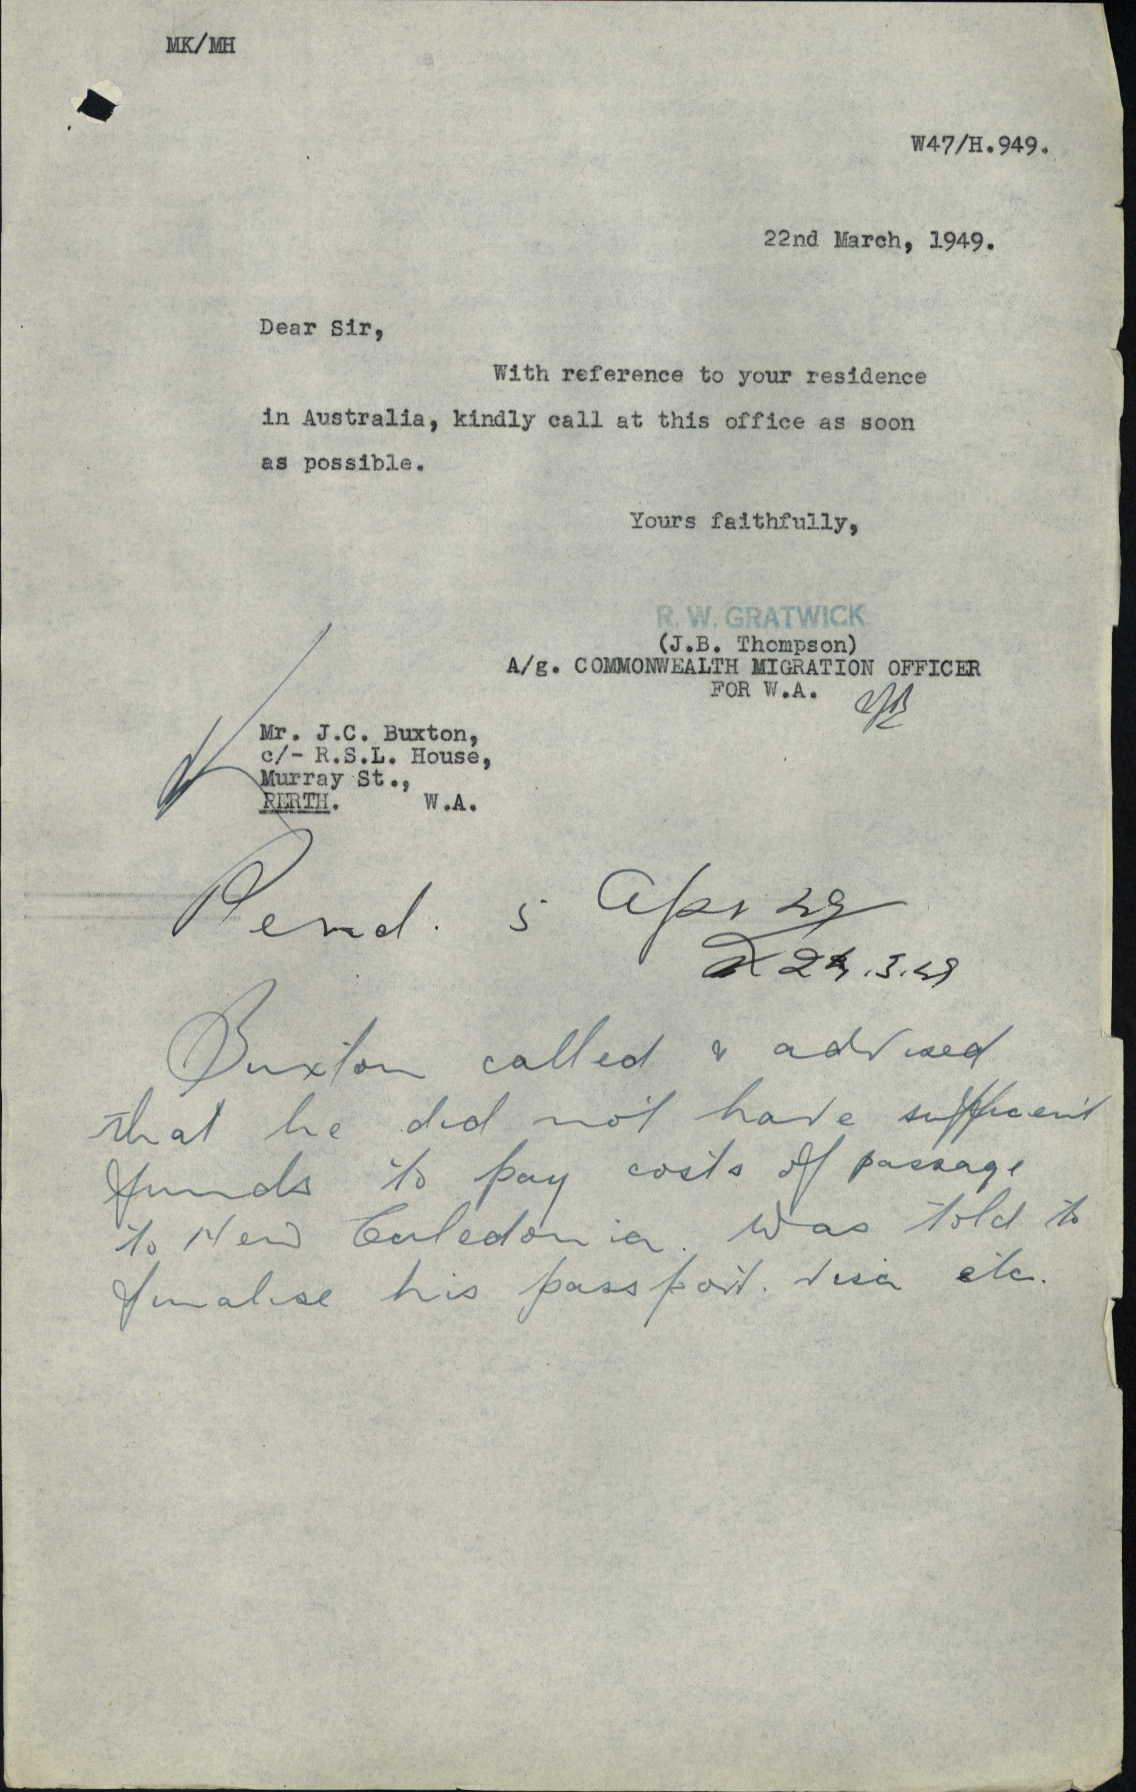 MK/MH
W47/H.949.
22nd March, 1949.
Dear Sir,
With reference to your residence
in Australia, kindly call at this office as soon
as possible.
Yours faithfully,
R. W. GRATWICK
(J.B. Thompson)
A/g. COMMONWEALTH MIGRATION OFFICER
FOR W.A.
Mr. J.C. Buxton,
c/- R.S.L. House,
Murray St.,
PERTH. W.A.
Pend. 5 Apr 49
.3.49
Buxton called & advised
that he did not have sufficient
funds to pay costs of passage
to New Caledonia. Was told to
finalise his passport. visa etc.